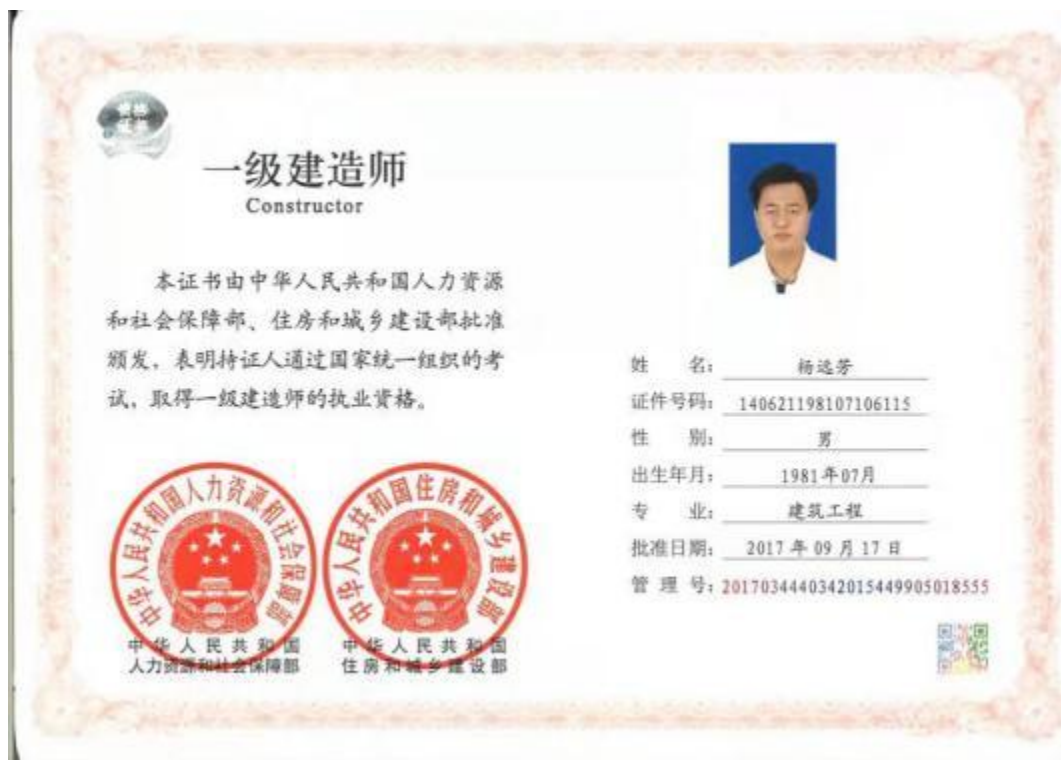 一级建造师
Constructor
本证书由中华人民共和国人力资源
和社会保障部、住房和城乡建设部批准
颁发，表明持证人通过国家统一组织的考
试，取得一级建造师的执业资格。
中华人民共和国人力资源和社会保障部
中华人民共和国
人力资源和社会保障部
中华人民共和国住房和城乡建设部
中华人民共和国
住房和城乡建设部
姓 名：杨选芳
证件号码：140621198107106115
性 别：男
出生年月：1981年07月
专 业：建筑工程
批准日期：2017年09月17日
管 理 号：2017034440342015449905018555